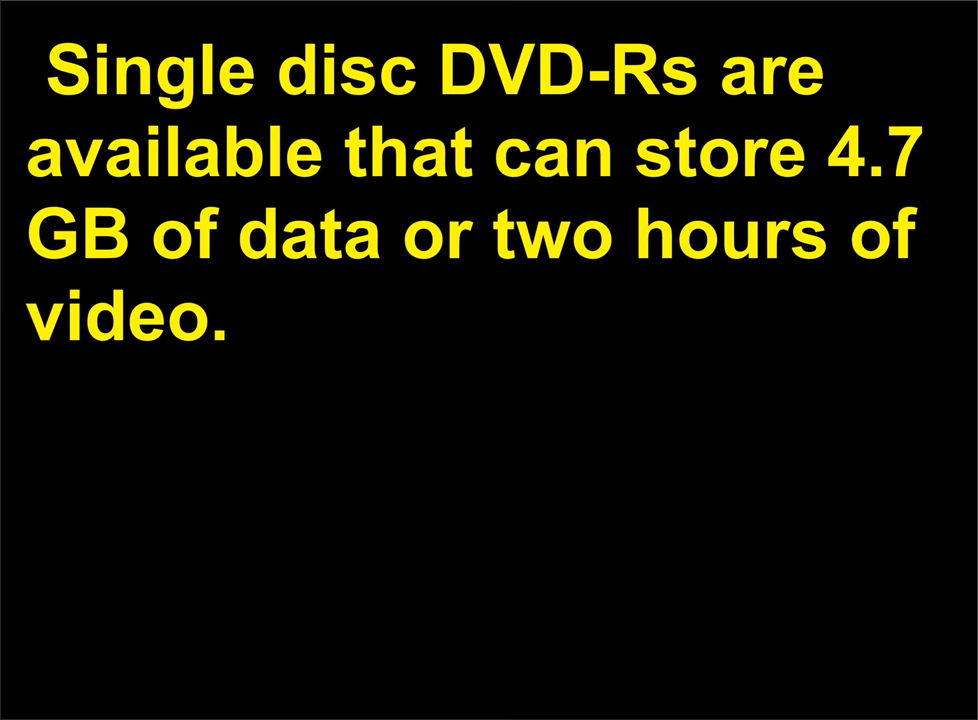 Single disc DVD-Rs are
available that can store 4.7
GB of data or two hours of
video.